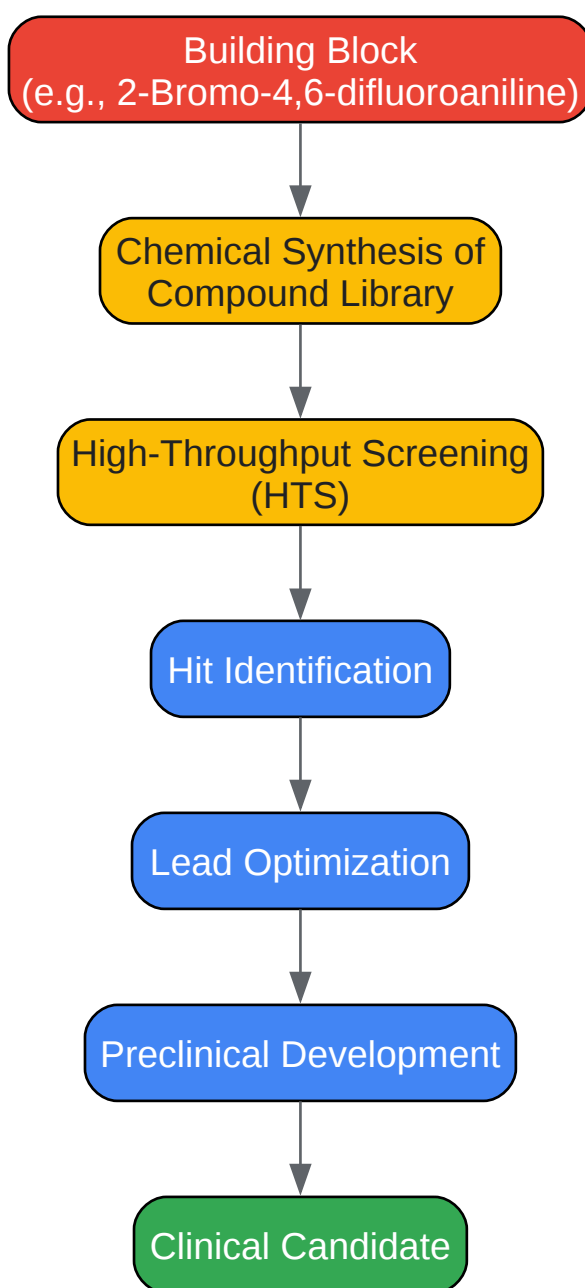 Building Block
(e.g., 2-Bromo-4,6-difluoroaniline)
Chemical Synthesis of
Compound Library
High-Throughput Screening
(HTS)
Hit Identification
Lead Optimization
Preclinical Development
Clinical Candidate